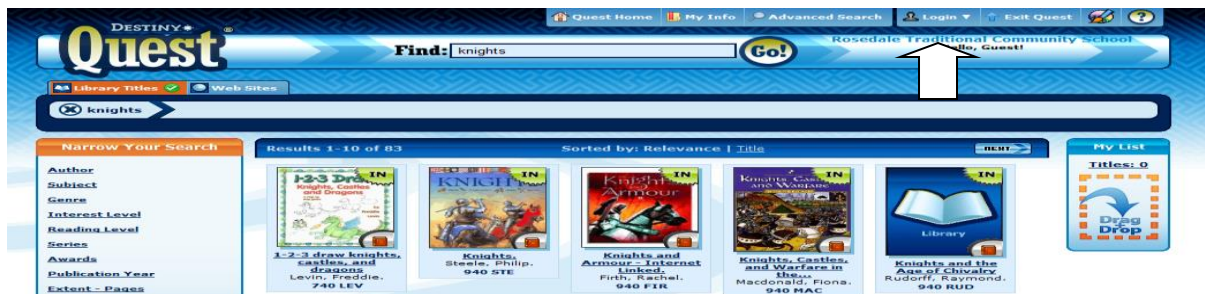 DESTINY
Quest
Quest Home My Info Advanced Search Login Exit Quest ?
Find: knights Go!
Rosedale Traditional Community School
Hello, Guest!
Library Titles Web Sites
knights
Narrow Your Search
Author
Subject
Genre
Interest Level
Reading Level
Series
Awards
Publication Year
Extent - Pages
Results 1-10 of 83 Sorted by: Relevance | Title NEXT
IN
1-2-3 Draw
Knights, Castles
and Dragons
1-2-3 draw knights,
castles, and
dragons
Levin, Freddie.
740 LEV
IN
KNIGHTS
Knights.
Steele, Philip.
940 STE
IN
Knights
Armour
Knights and
Armour - Internet
Linked.
Firth, Rachel.
940 FIR
IN
Knights, Castles,
and Warfare
Knights, Castles,
and Warfare in
the...
Macdonald, Fiona.
940 MAC
IN
Library
Knights and the
Age of Chivalry
Rudorff, Raymond.
940 RUD
My List
Titles: 0
Drag
+
Drop